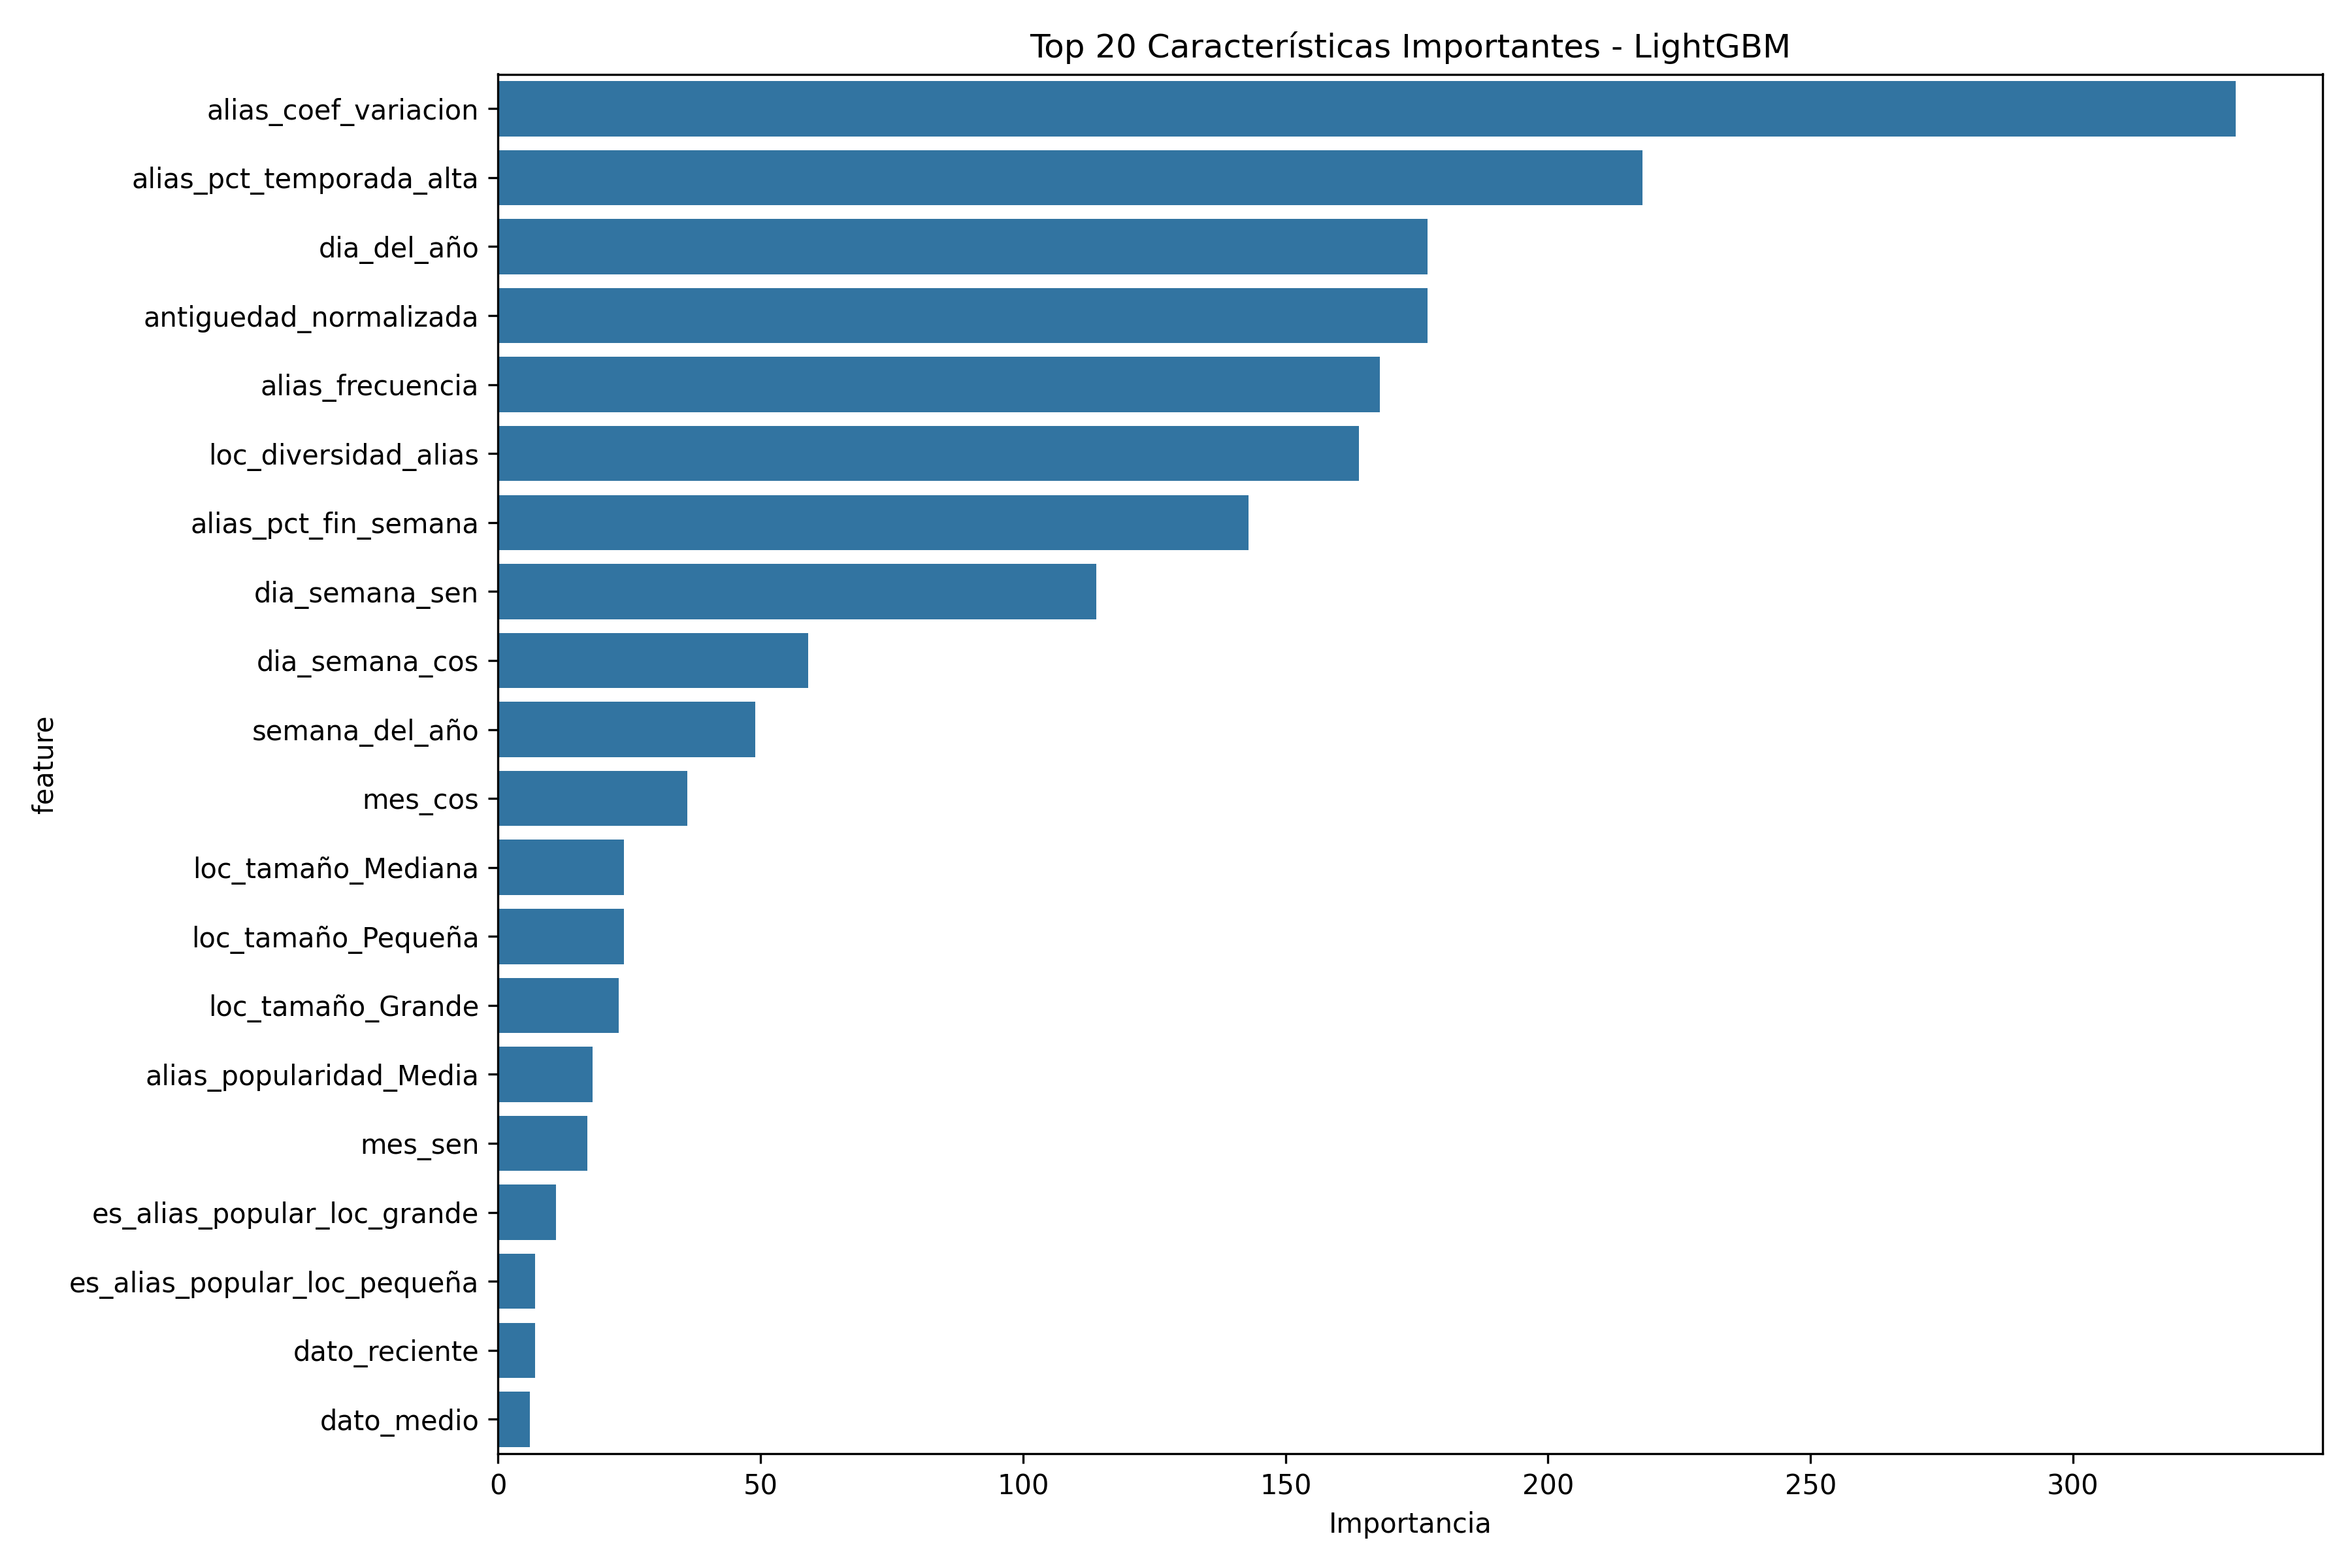 Top 20 Características Importantes - LightGBM
alias_coef_variacion
alias_pct_temporada_alta
dia_del_año
antiguedad_normalizada
alias_frecuencia
loc_diversidad_alias
alias_pct_fin_semana
dia_semana_sen
dia_semana_cos
semana_del_año
mes_cos
loc_tamaño_Mediana
loc_tamaño_Pequeña
loc_tamaño_Grande
alias_popularidad_Media
mes_sen
es_alias_popular_loc_grande
es_alias_popular_loc_pequeña
dato_reciente
dato_medio
feature
0 50 100 150 200 250 300
Importancia